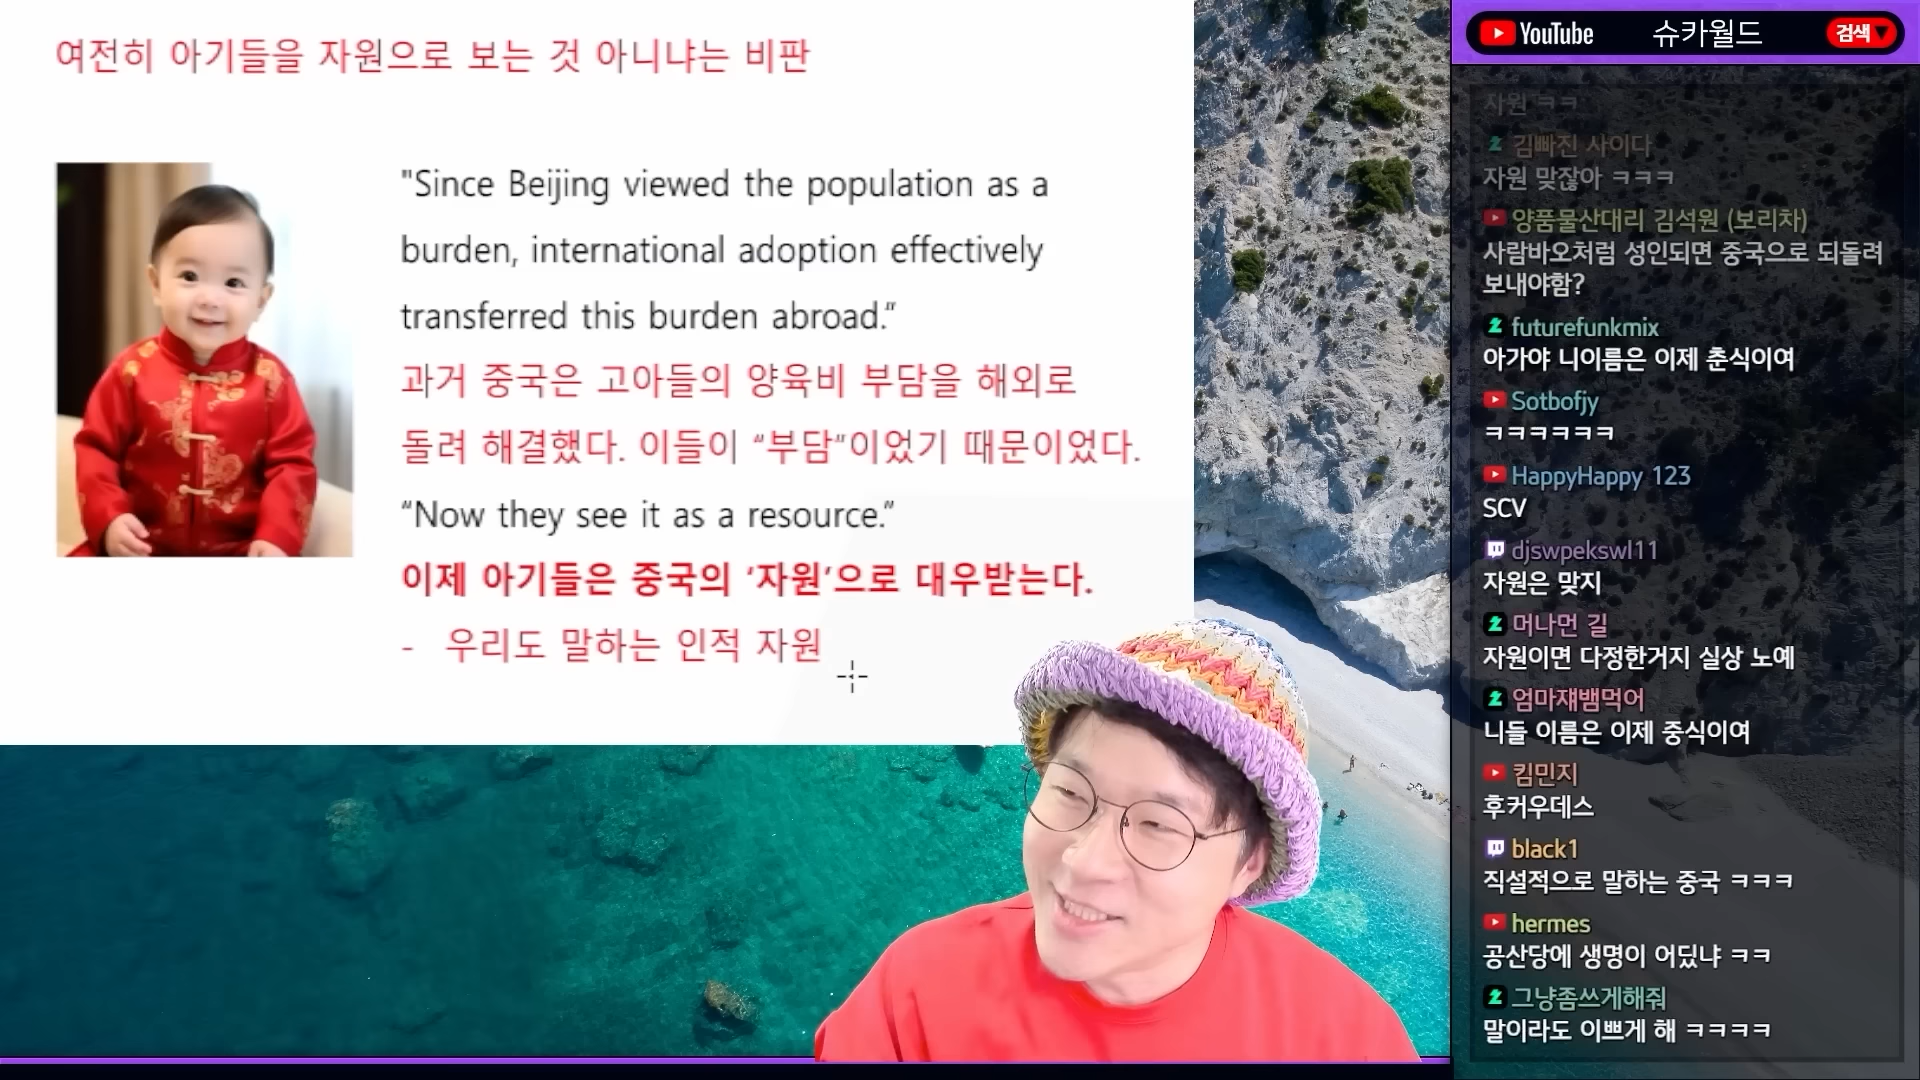 여전히 아기들을 자원으로 보는 것 아니냐는 비판
"Since Beijing viewed the population as a
burden, international adoption effectively
transferred this burden abroad."
과거 중국은 고아들의 양육비 부담을 해외로
돌려 해결했다. 이들이 “부담”이었기 때문이었다.
“Now they see it as a resource.”
이제 아기들은 중국의 ‘자원’으로 대우받는다.
- 우리도 말하는 인적 자원
YouTube 슈카월드 검색
자원 ㅋㅋ
김빠진 사이다
자원 맞잖아 ㅋㅋㅋ
양품물산대리 김석원 (보리차)
사람바오처럼 성인되면 중국으로 되돌려
보내야함?
futurefunkmix
아가야 니이름은 이제 춘식이여
Sotbofjy
ㅋㅋㅋㅋㅋㅋ
HappyHappy 123
SCV
djswpekswl11
자원은 맞지
머나먼 길
자원이면 다정한거지 실상 노예
엄마쟤뱀먹어
니들 이름은 이제 중식이여
킴민지
후커우데스
black1
직설적으로 말하는 중국 ㅋㅋㅋ
hermes
공산당에 생명이 어딨냐 ㅋㅋ
그냥좀쓰게해줘
말이라도 이쁘게 해 ㅋㅋㅋㅋ